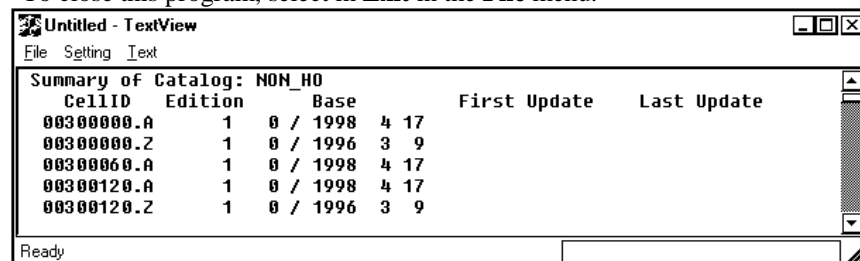 To close this program, select in Exit in the File menu.
Untitled - TextView
File Setting Text
Summary of Catalog: NON_HO
CellID Edition Base First Update Last Update
00300000.A 1 0 / 1998 4 17
00300000.Z 1 0 / 1996 3 9
00300060.A 1 0 / 1998 4 17
00300120.A 1 0 / 1998 4 17
00300120.Z 1 0 / 1996 3 9
Ready